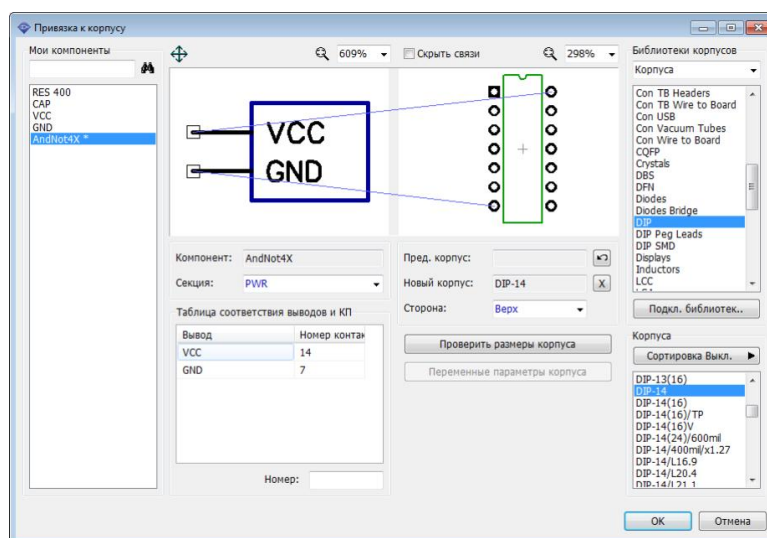 Привязка к корпусу
Мои компоненты
RES 400
CAP
VCC
GND
AndNot4X *
609%
Скрыть связи
298%
VCC
GND
Компонент: AndNot4X
Секция: PWR
Таблица соответствия выводов и КП
Вывод Номер контак
VCC 14
GND 7
Номер:
Пред. корпус:
Новый корпус: DIP-14 X
Сторона: Верх
Проверить размеры корпуса
Переменные параметры корпуса
Библиотеки корпусов
Корпуса
Con TB Headers
Con TB Wire to Board
Con USB
Con Vacuum Tubes
Con Wire to Board
CQFP
Crystals
DBS
DFN
Diodes
Diodes Bridge
DIP
DIP Peg Leads
DIP SMD
Displays
Inductors
LCC
Подкл. библиотек..
Корпуса
Сортировка Выкл.
DIP-13(16)
DIP-14
DIP-14(16)
DIP-14(16)/TP
DIP-14(16)V
DIP-14(24)/600mil
DIP-14/400mil/x1.27
DIP-14/L16.9
DIP-14/L20.4
DIP-14/L21.1
OK Отмена